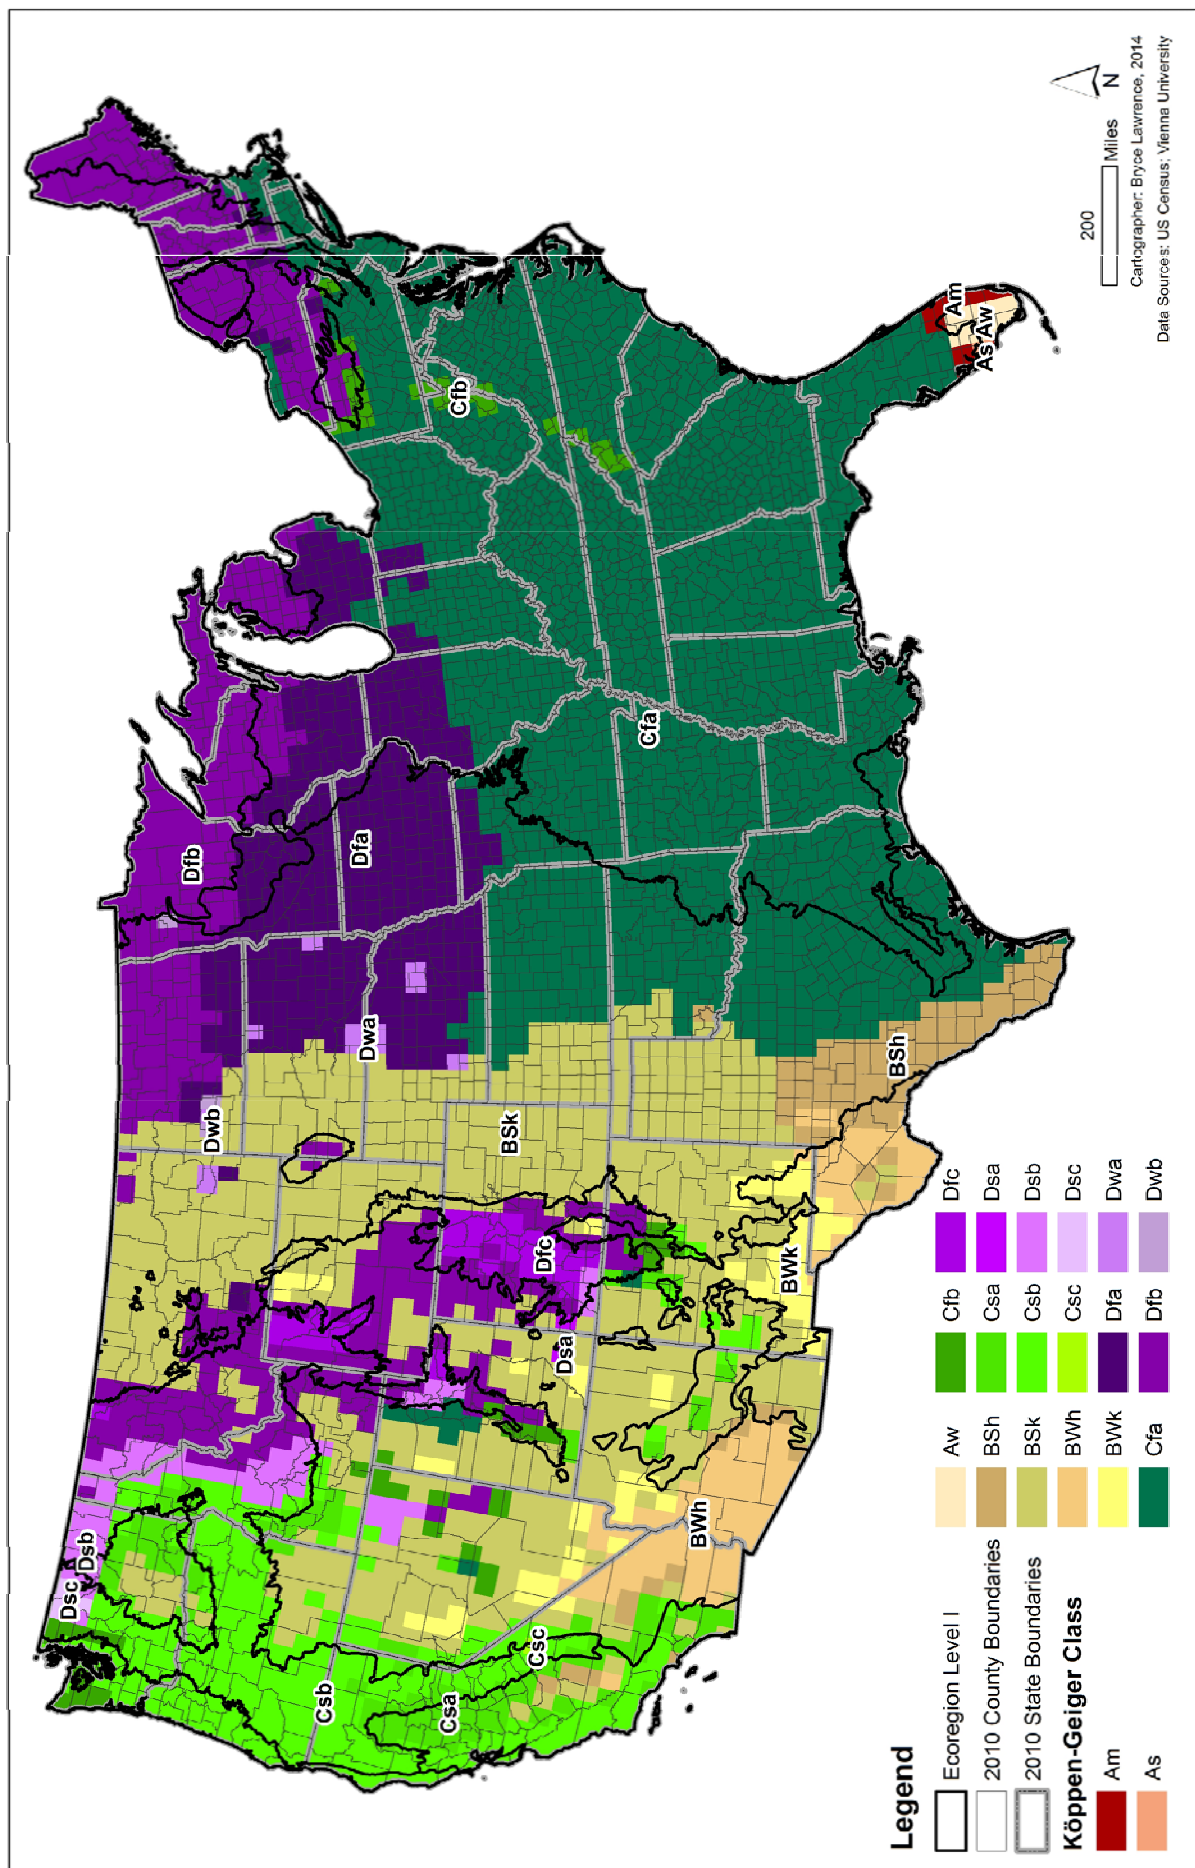 Dsc
Dsb
Dwb
Dfb
Dwa
Dfa
Csb
Csa
Csc
Dsa
Dfc
BSk
Cfb
Cfa
BWh
BWk
BSh
As
Aw
Am
Legend
Ecoregion Level I
2010 County Boundaries
2010 State Boundaries
Köppen-Geiger Class
Am
As
Aw
BSh
BSk
BWh
BWk
Cfa
Cfb
Csa
Csb
Csc
Dfa
Dfb
Dfc
Dsa
Dsb
Dsc
Dwa
Dwb
200
Miles
N
Cartographer: Bryce Lawrence, 2014
Data Sources: US Census; Vienna University